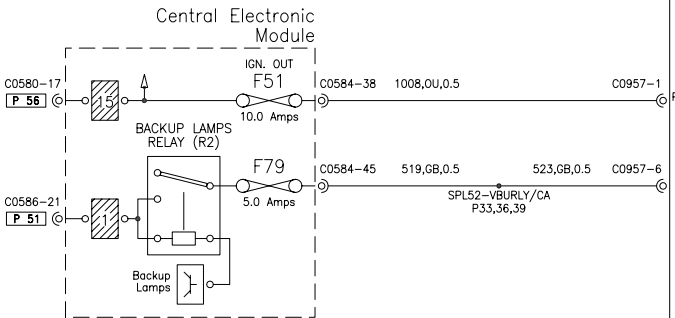 Central Electronic
Module
IGN. OUT
C0580-17
F51
C0584-38
1008,OU,0.5
C0957-1
P 56
15
10.0 Amps
BACKUP LAMPS
RELAY (R2)
F79
C0584-45
519,GB,0.5
523,GB,0.5
C0957-6
5.0 Amps
SPL52-VBURLY/CA
P33,36,39
C0586-21
P 51
1
Backup
Lamps